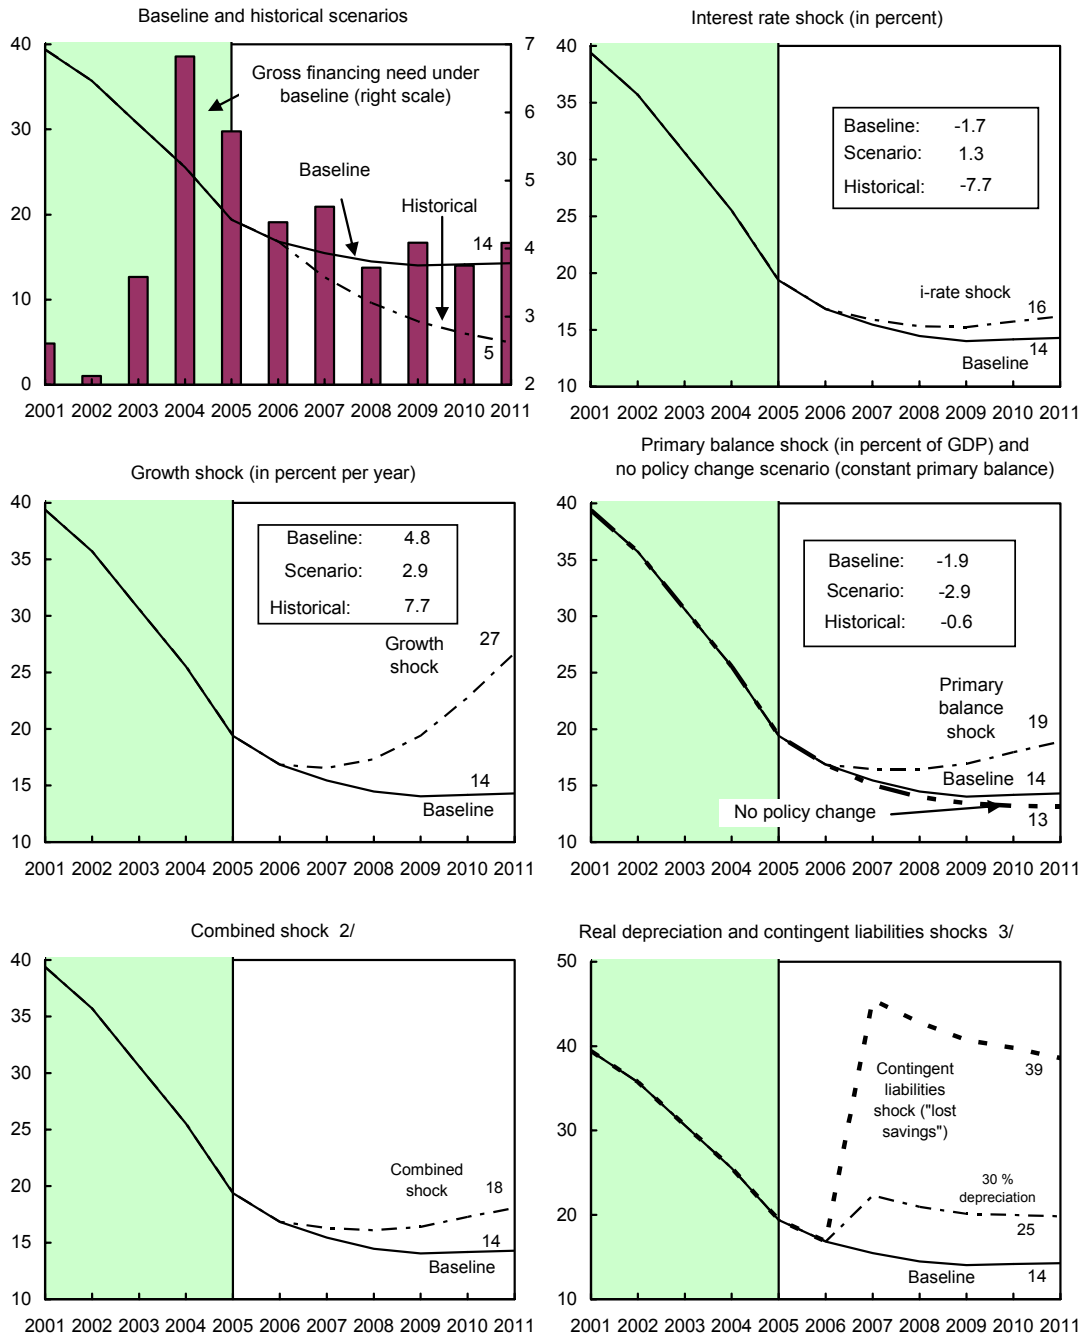 Baseline and historical scenarios
40
30
20
10
0
7
6
5
4
3
2
Gross financing need under
baseline (right scale)
Baseline
Historical
14
5
2001 2002 2003 2004 2005 2006 2007 2008 2009 2010 2011
Interest rate shock (in percent)
40
35
30
25
20
15
10
Baseline: -1.7
Scenario: 1.3
Historical: -7.7
i-rate shock
16
14
Baseline
2001 2002 2003 2004 2005 2006 2007 2008 2009 2010 2011
Growth shock (in percent per year)
40
35
30
25
20
15
10
Baseline: 4.8
Scenario: 2.9
Historical: 7.7
Growth
shock
27
14
Baseline
2001 2002 2003 2004 2005 2006 2007 2008 2009 2010 2011
Primary balance shock (in percent of GDP) and
no policy change scenario (constant primary balance)
40
35
30
25
20
15
10
Baseline: -1.9
Scenario: -2.9
Historical: -0.6
Primary
balance
shock
19
Baseline
14
No policy change
13
2001 2002 2003 2004 2005 2006 2007 2008 2009 2010 2011
Combined shock 2/
40
35
30
25
20
15
10
Combined
shock
18
14
Baseline
2001 2002 2003 2004 2005 2006 2007 2008 2009 2010 2011
Real depreciation and contingent liabilities shocks 3/
50
40
30
20
10
Contingent
liabilities
shock ("lost
savings")
39
30 %
depreciation
25
Baseline
14
2001 2002 2003 2004 2005 2006 2007 2008 2009 2010 2011